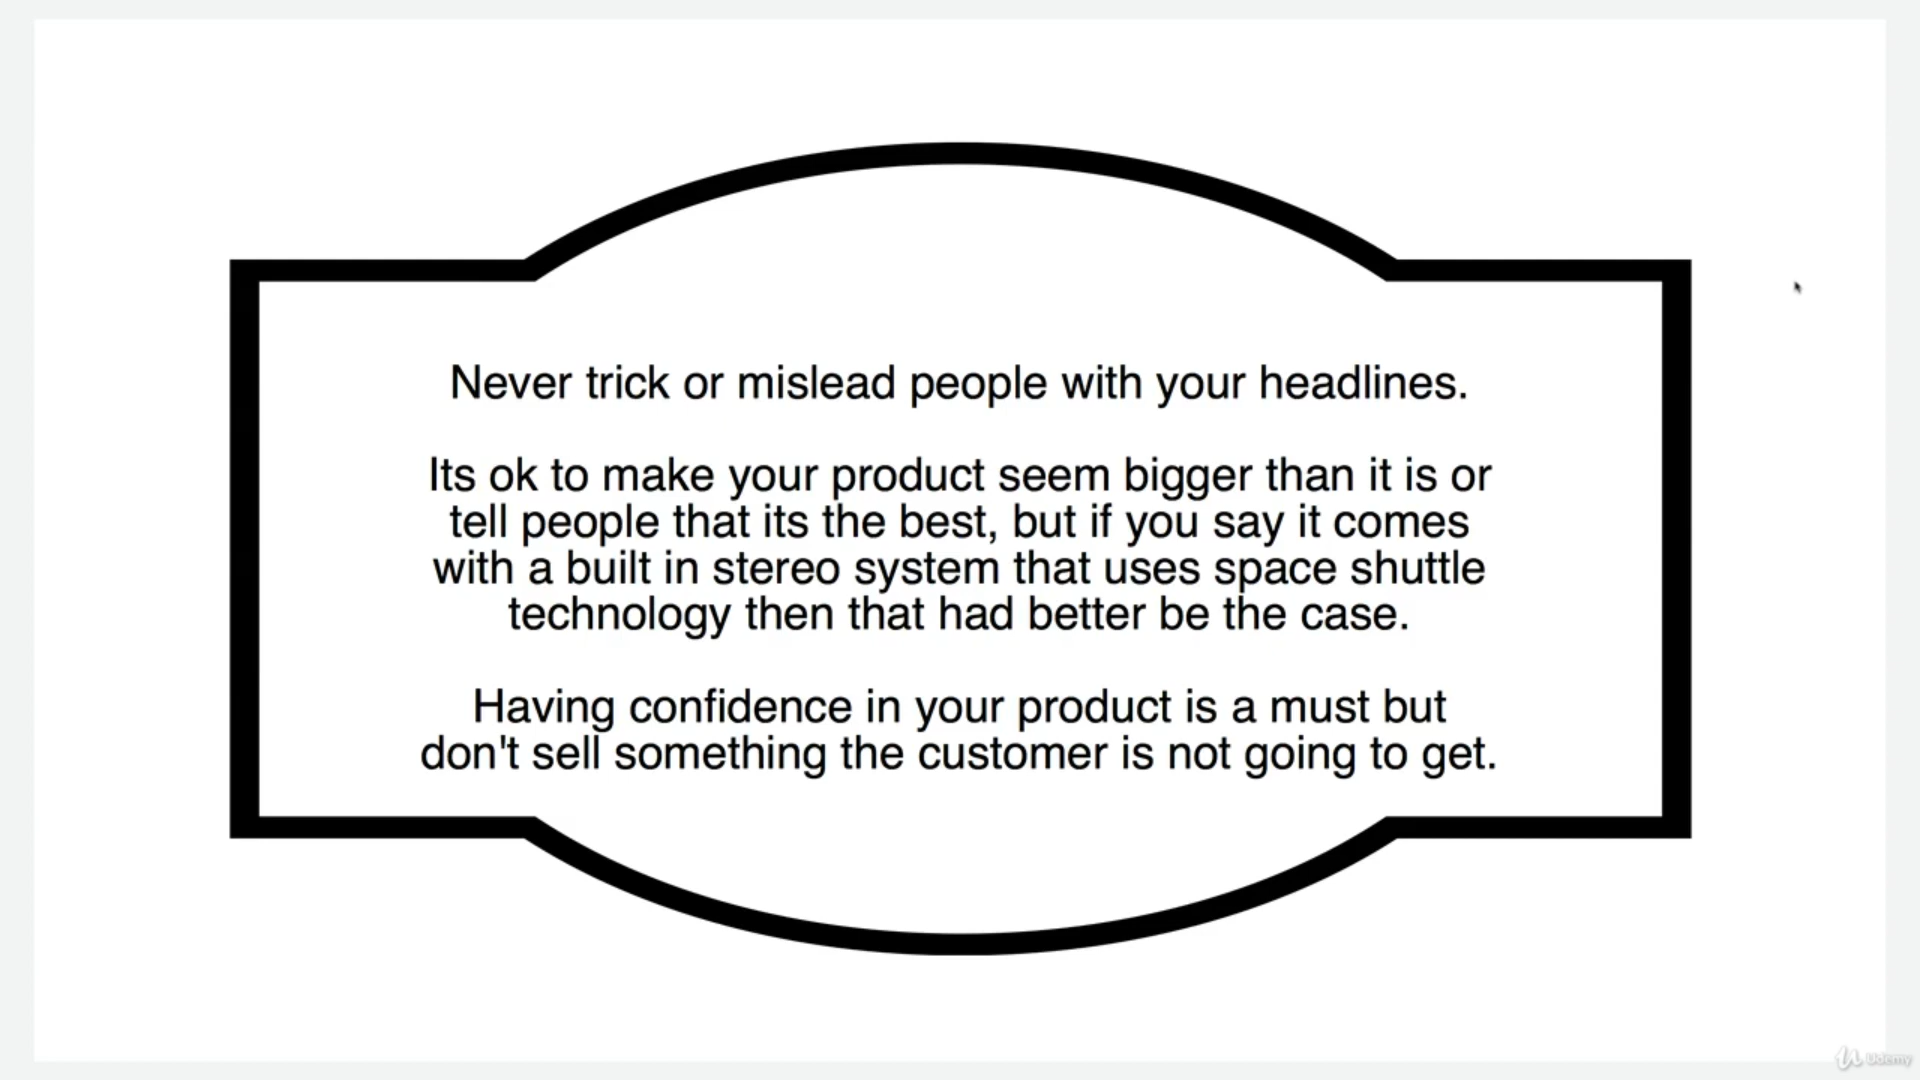 Never trick or mislead people with your headlines.
Its ok to make your product seem bigger than it is or
tell people that its the best, but if you say it comes
with a built in stereo system that uses space shuttle
technology then that had better be the case.
Having confidence in your product is a must but
don't sell something the customer is not going to get.
Udemy